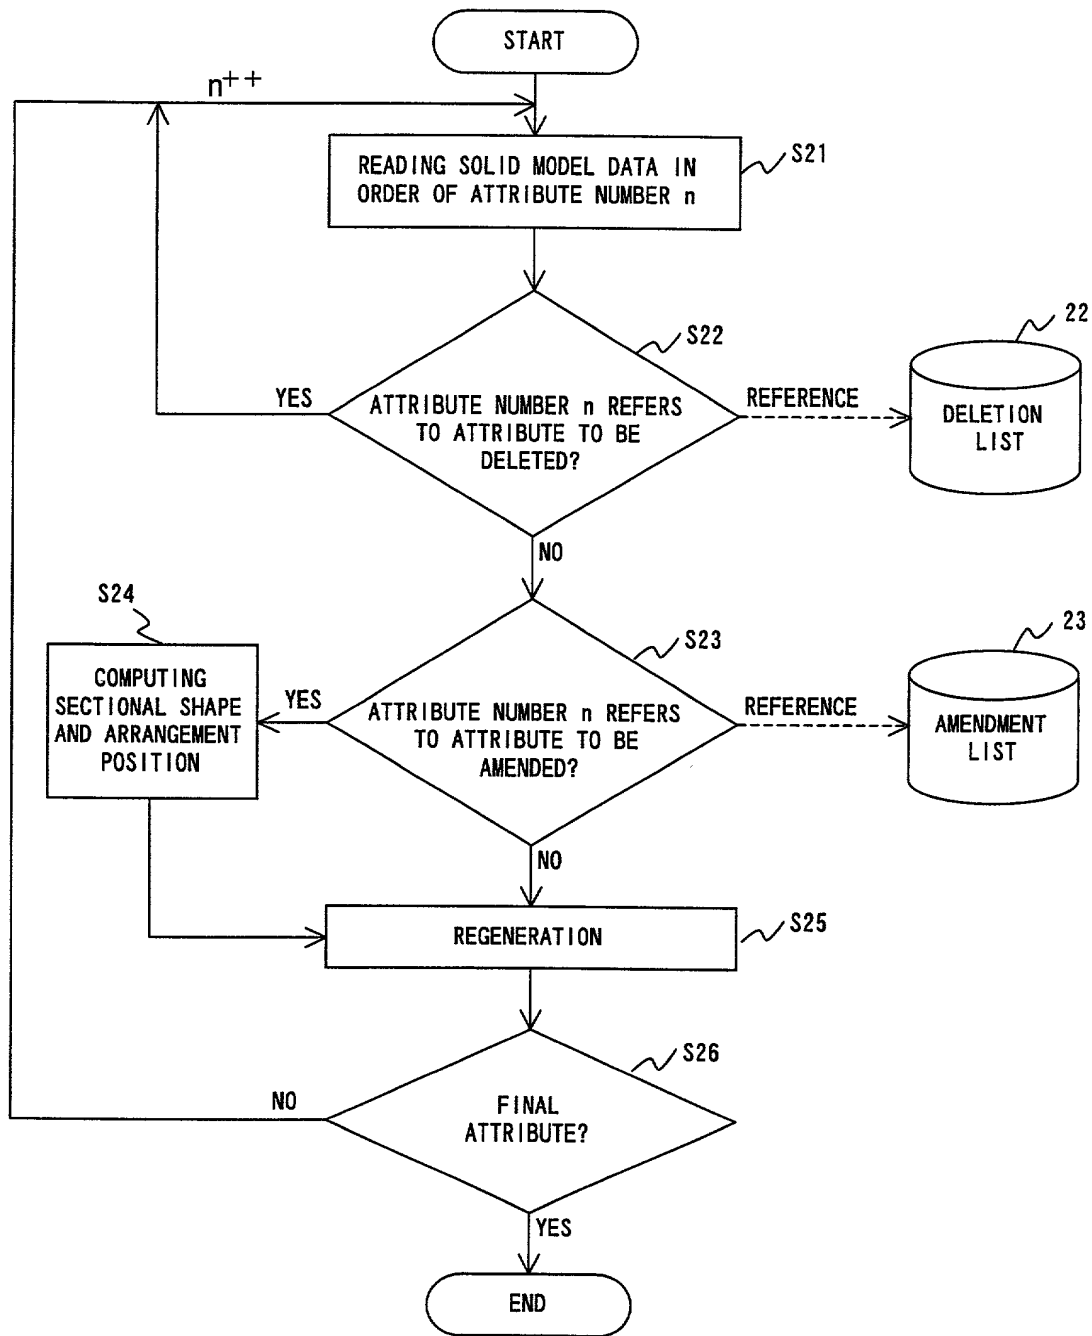 START
n++
READING SOLID MODEL DATA IN
ORDER OF ATTRIBUTE NUMBER n
S21
S22
22
YES
ATTRIBUTE NUMBER n REFERS
TO ATTRIBUTE TO BE
DELETED?
REFERENCE
DELETION
LIST
NO
S24
S23
23
COMPUTING
SECTIONAL SHAPE
AND ARRANGEMENT
POSITION
YES
ATTRIBUTE NUMBER n REFERS
TO ATTRIBUTE TO BE
AMENDED?
REFERENCE
AMENDMENT
LIST
NO
REGENERATION
S25
S26
NO
FINAL
ATTRIBUTE?
YES
END